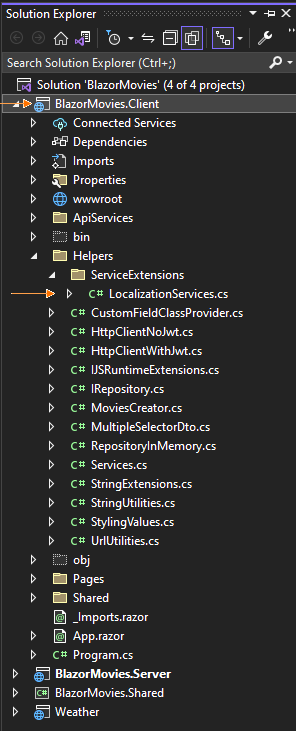 Solution Explorer
Search Solution Explorer (Ctrl+;)
Solution 'BlazorMovies' (4 of 4 projects)
BlazorMovies.Client
Connected Services
Dependencies
Imports
Properties
wwwroot
ApiServices
bin
Helpers
ServiceExtensions
C# LocalizationServices.cs
C# CustomFieldClassProvider.cs
C# HttpClientNoJwt.cs
C# HttpClientWithJwt.cs
C# IJSRuntimeExtensions.cs
C# IRepository.cs
C# MoviesCreator.cs
C# MultipleSelectorDto.cs
C# RepositoryInMemory.cs
C# Services.cs
C# StringExtensions.cs
C# StringUtilities.cs
C# StylingValues.cs
C# UrlUtilities.cs
obj
Pages
Shared
_Imports.razor
App.razor
C# Program.cs
BlazorMovies.Server
C# BlazorMovies.Shared
Weather